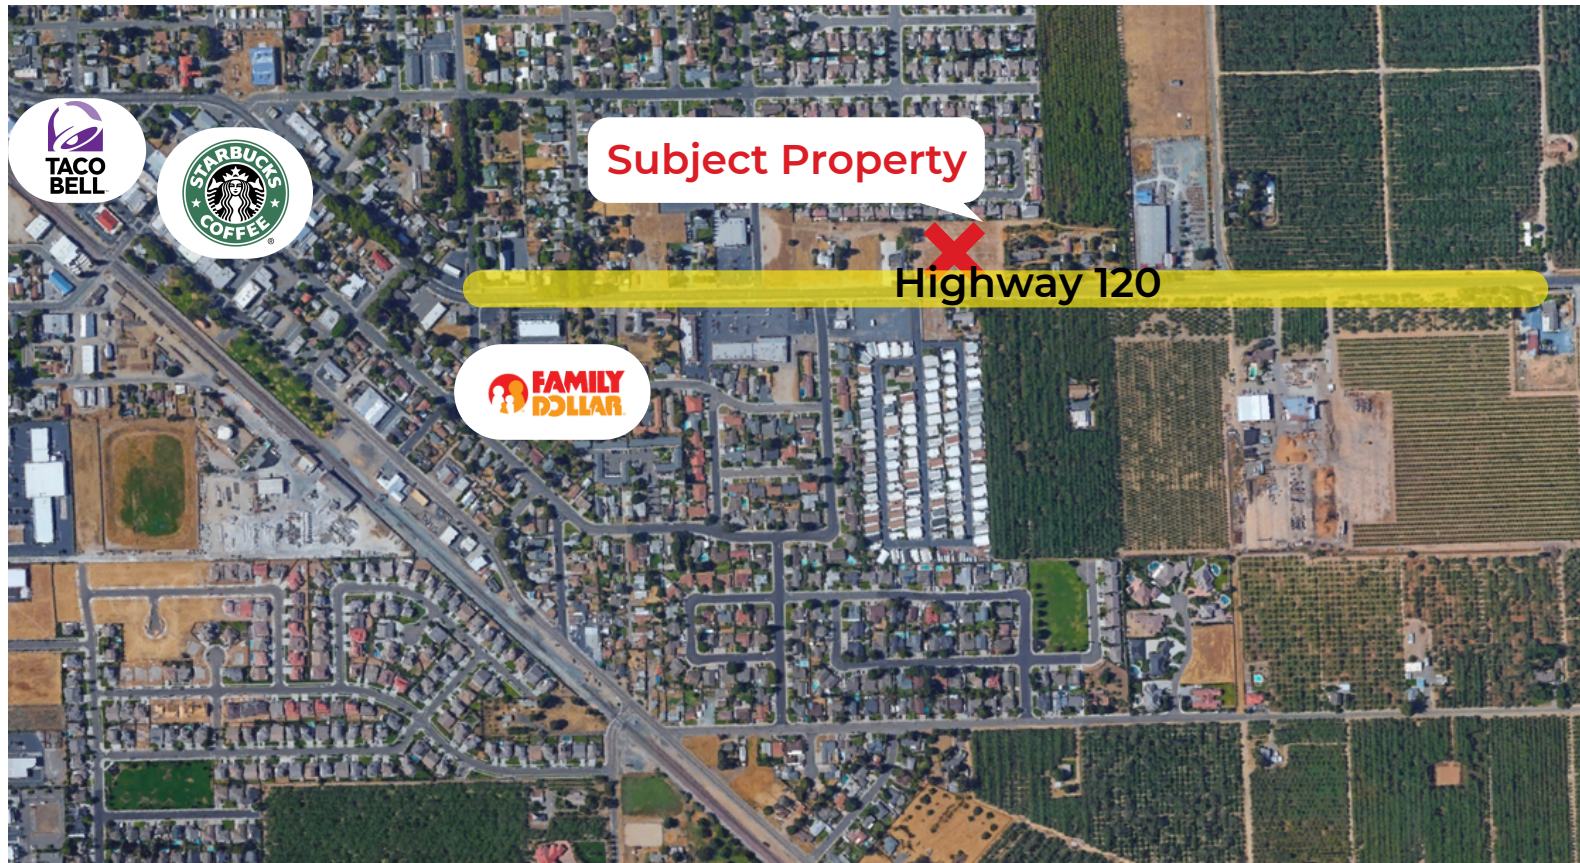 TACO
BELL
STARBUCKS
COFFEE
®
Subject Property
Highway 120
FAMILY
DOLLAR